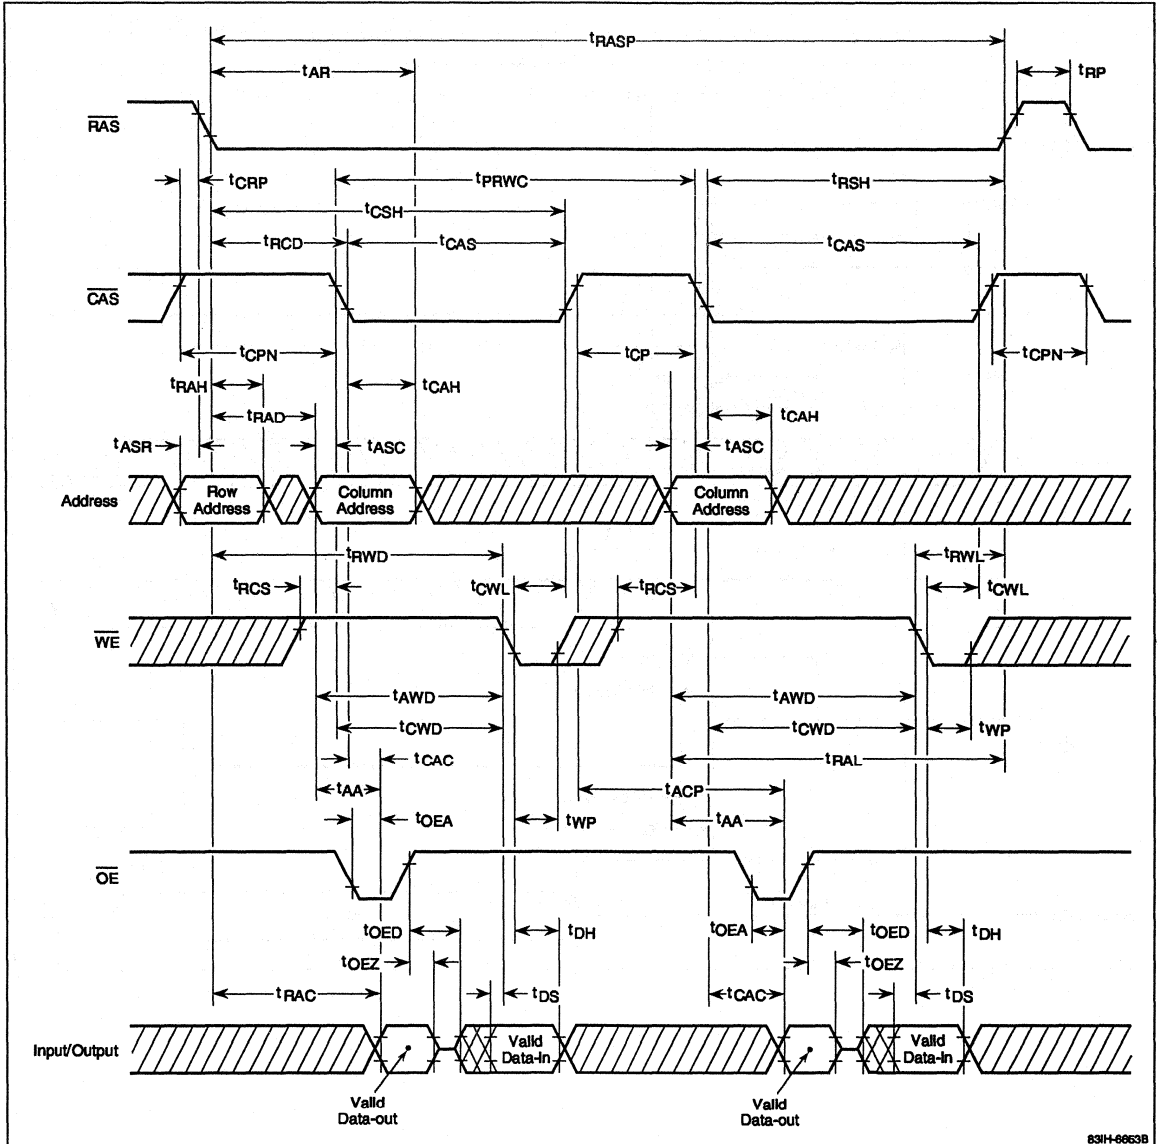 tRASP
tAR
tRP
RAS
tCRP
tPRWC
tRSH
tCSH
tRCD
tCAS
tCAS
CAS
tCPN
tCP
tCPN
tRAH
tCAH
tRAD
tCAH
tASR
tASC
tASC
Address
Row Address
Column Address
Column Address
tRWD
tRWL
tRCS
tCWL
tRCS
tCWL
WE
tAWD
tAWD
tCWD
tCWD
tWP
tCAC
tRAL
tAA
tACP
tOEA
tWP
tAA
OE
tOED
tDH
tOEA
tOED
tDH
tOEZ
tOEZ
tRAC
tDS
tCAC
tDS
Input/Output
Valid Data-In
Valid Data-In
Valid Data-out
Valid Data-out
83IH-6653B